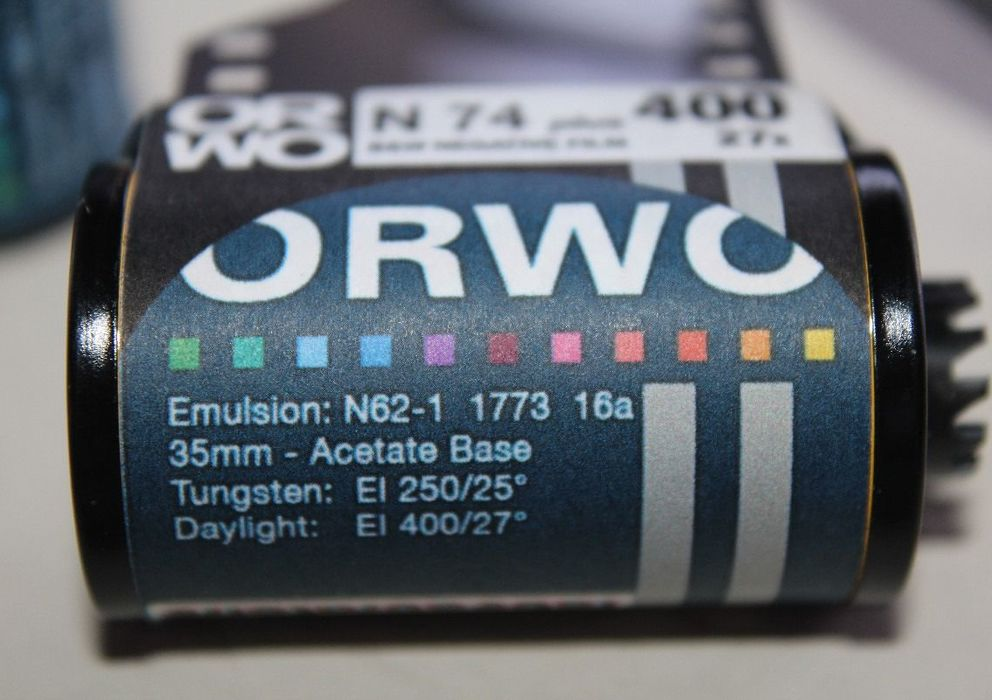 OR
WO
N 74 plus 400
B&W NEGATIVE FILM
ORWO
Emulsion: N62-1 1773 16a
35mm - Acetate Base
Tungsten: EI 250/25°
Daylight: EI 400/27°